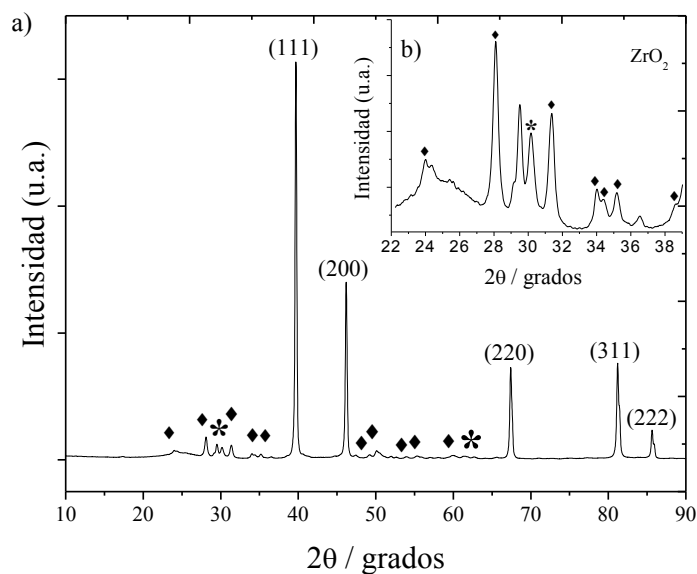 a)
(111)
(200)
(220)
(311)
(222)
Intensidad (u.a.)
10 20 30 40 50 60 70 80 90
2θ / grados
b)
ZrO2
*
Intensidad (u.a.)
22 24 26 28 30 32 34 36 38
2θ / grados